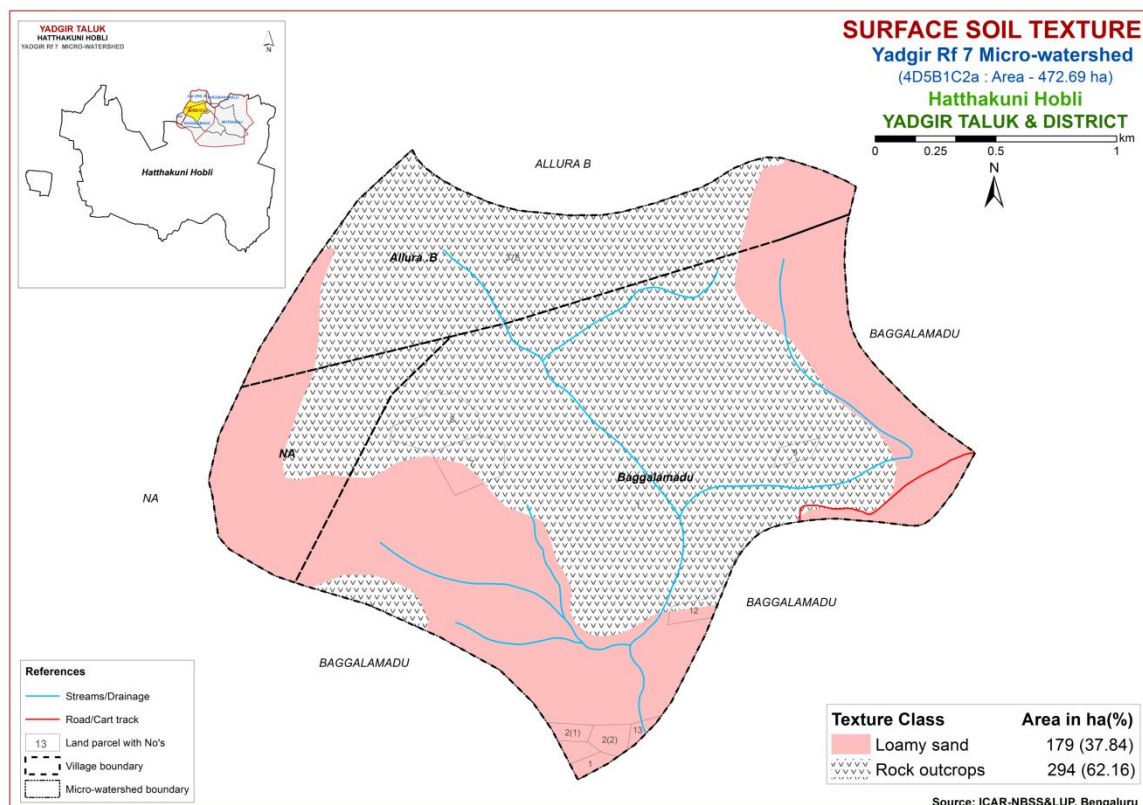 YADGIR TALUK
HATTHAKUNI HOBLI
YADGIR Rf 7 MICRO-WATERSHED
N
Hatthakuni Hobli
SURFACE SOIL TEXTURE
Yadgir Rf 7 Micro-watershed
(4D5B1C2a : Area - 472.69 ha)
Hatthakuni Hobli
YADGIR TALUK & DISTRICT
km
0 0.25 0.5 1
N
ALLURA B
Allura .B
378
BAGGALAMADU
8
9
NA
NA
Baggalamadu
BAGGALAMADU
12
BAGGALAMADU
2(1)
2(2)
13
1
References
Streams/Drainage
Road/Cart track
13 Land parcel with No's
Village boundary
Micro-watershed boundary
Texture Class Area in ha(%)
Loamy sand 179 (37.84)
Rock outcrops 294 (62.16)
Source: ICAR-NBSS&LUP, Bengaluru